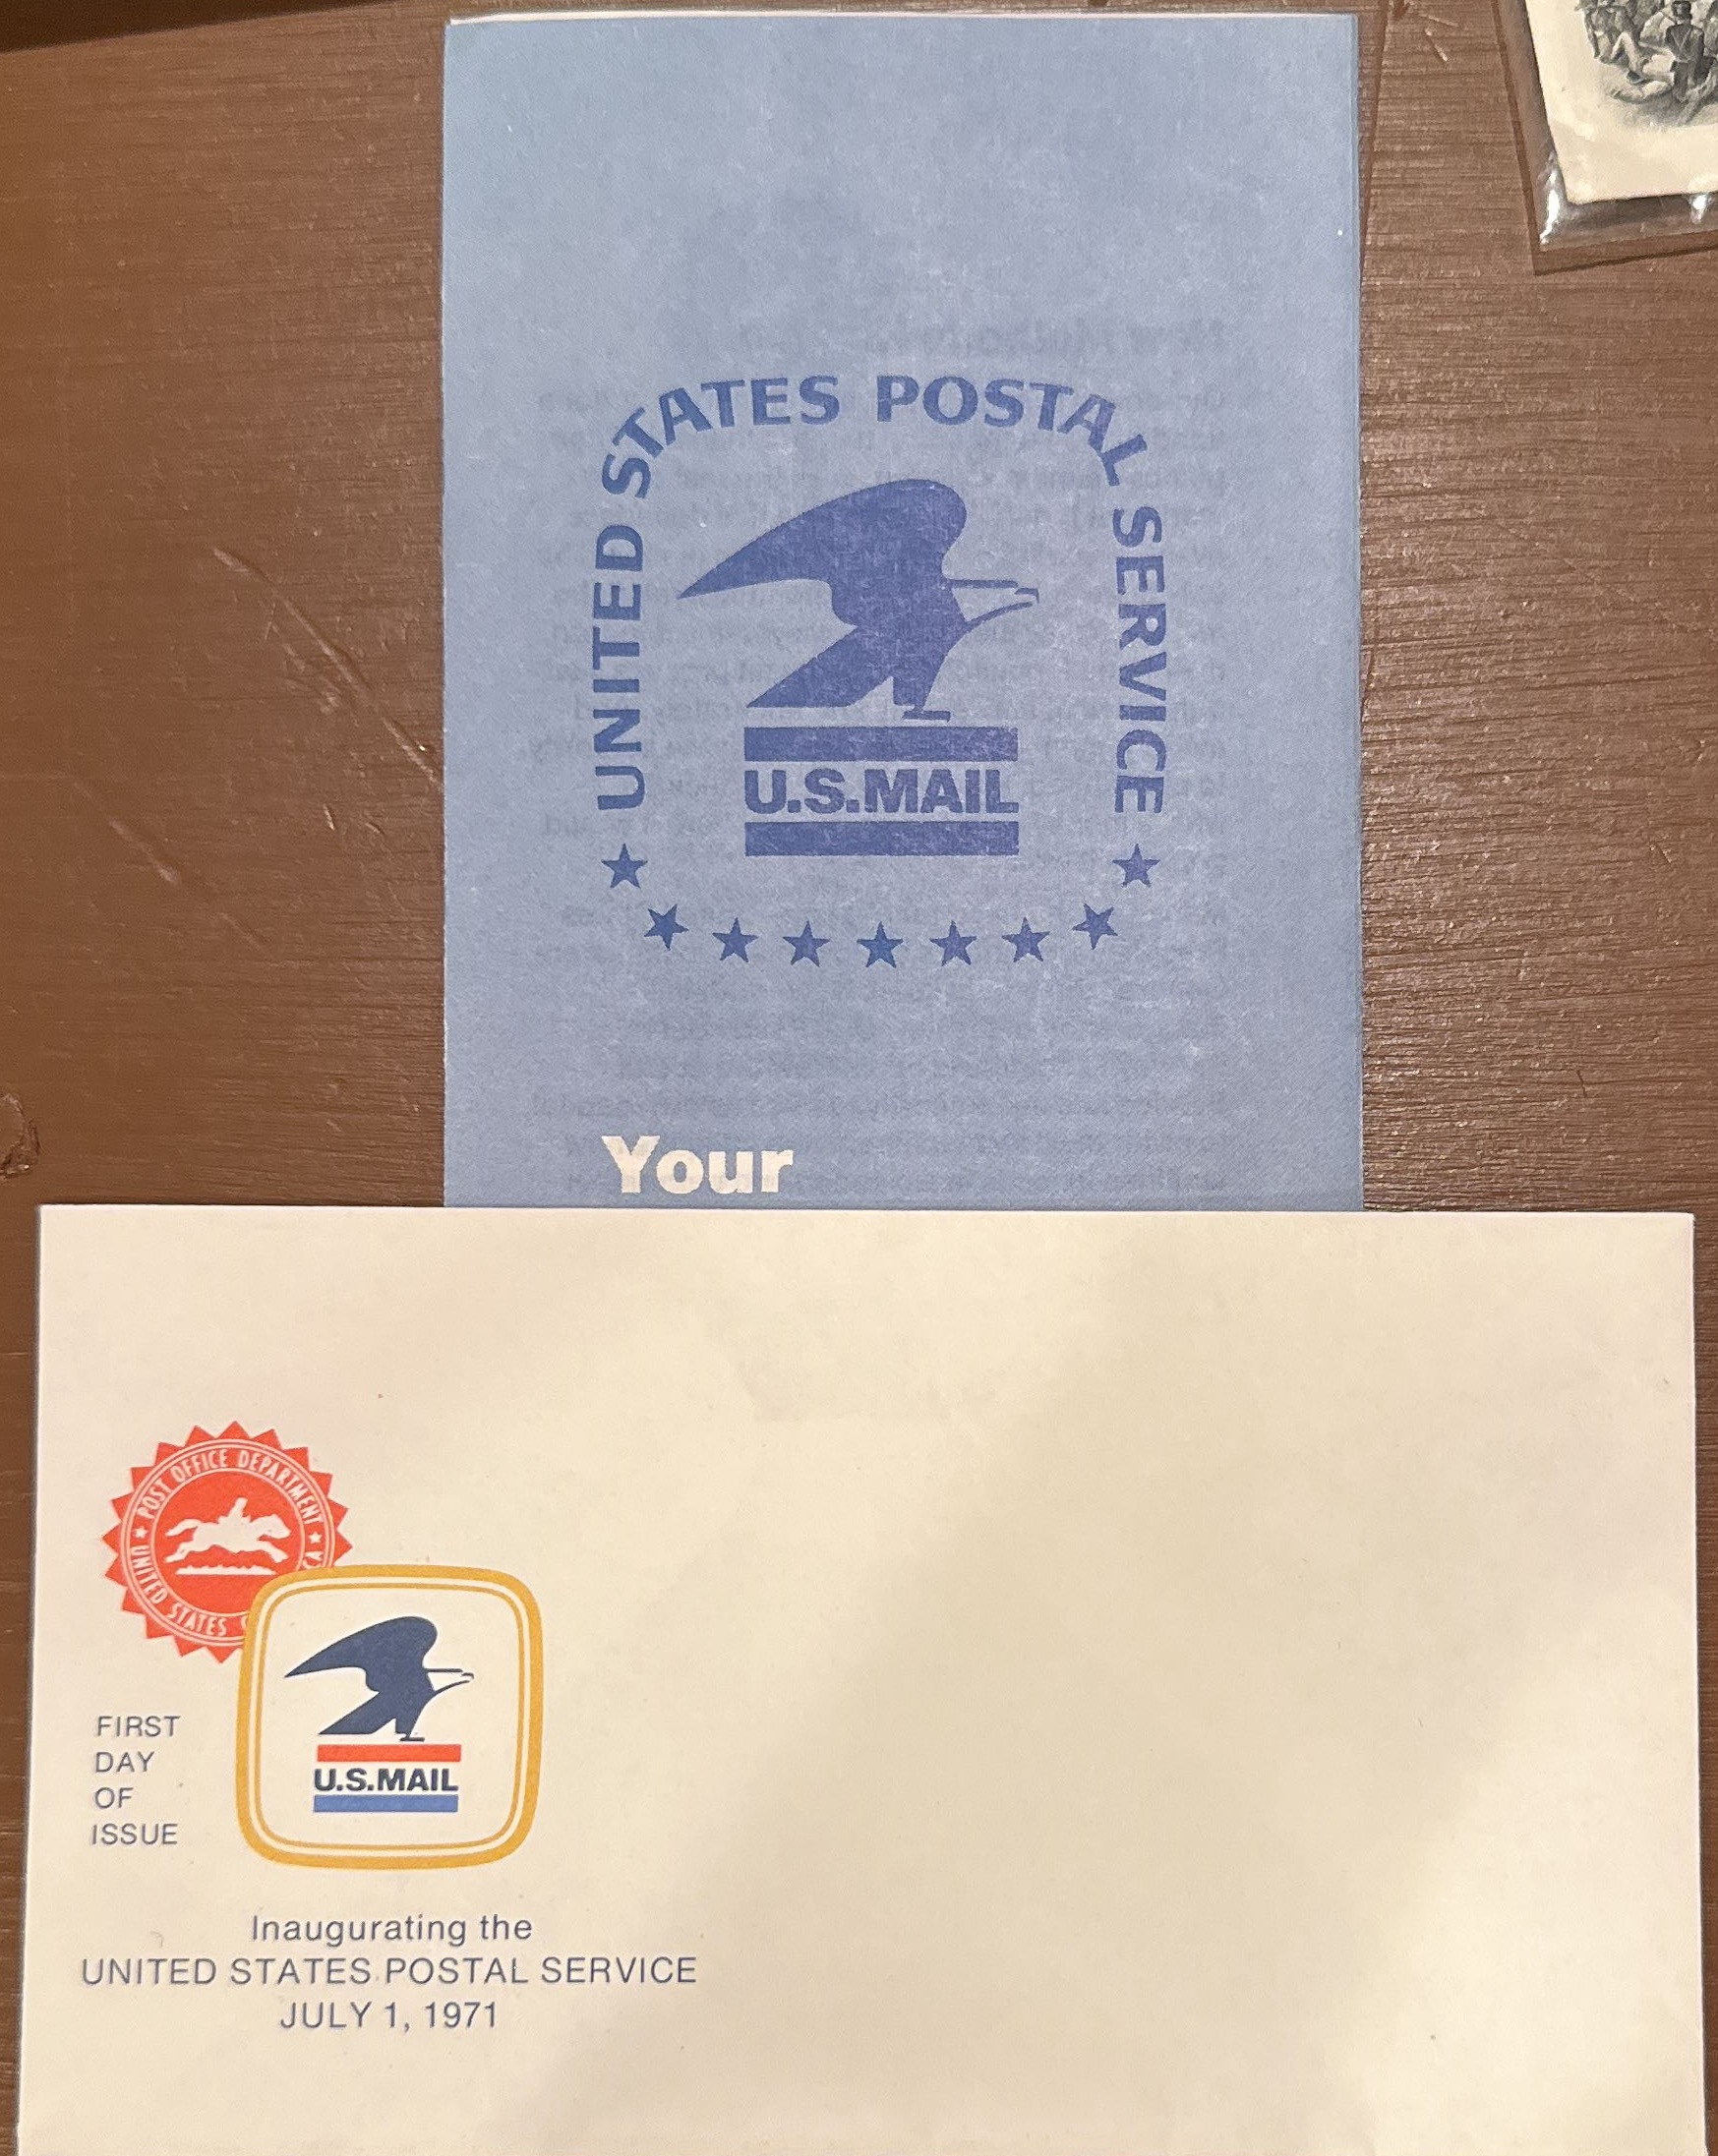 UNITED STATES POSTAL SERVICE
U.S.MAIL
Your
POST OFFICE DEPARTMENT
UNITED STATES
FIRST
DAY
OF
ISSUE
U.S.MAIL
Inaugurating the
UNITED STATES POSTAL SERVICE
JULY 1, 1971